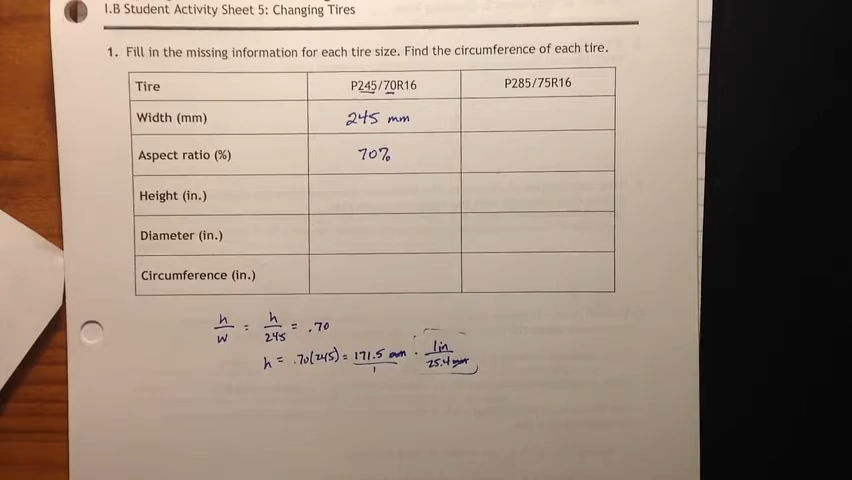 I.B Student Activity Sheet 5: Changing Tires
1. Fill in the missing information for each tire size. Find the circumference of each tire.
Tire P245/70R16 P285/75R16
Width (mm) 245 mm
Aspect ratio (%) 70%
Height (in.)
Diameter (in.)
Circumference (in.)
h/w = h/245 = .70
h = .70(245) = 171.5 mm/1 · 1in/25.4 mm